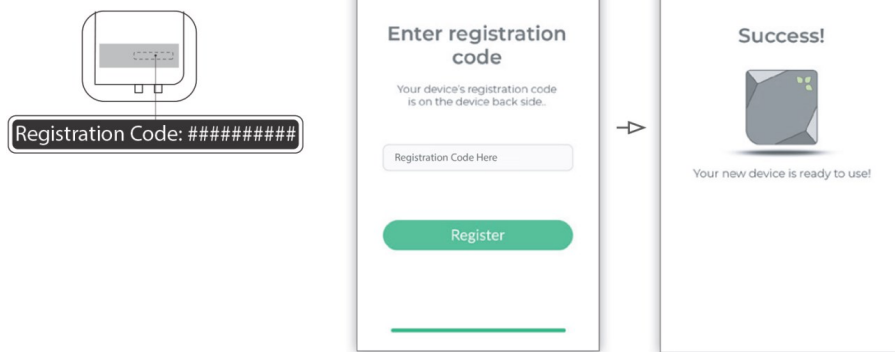 Registration Code: ##########
Enter registration
code
Your device's registration code
is on the device back side..
Registration Code Here
Register
Success!
Your new device is ready to use!